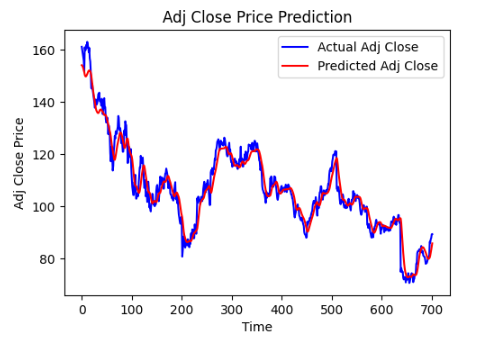 Adj Close Price Prediction
Actual Adj Close
Predicted Adj Close
Adj Close Price
160
140
120
100
80
0 100 200 300 400 500 600 700
Time